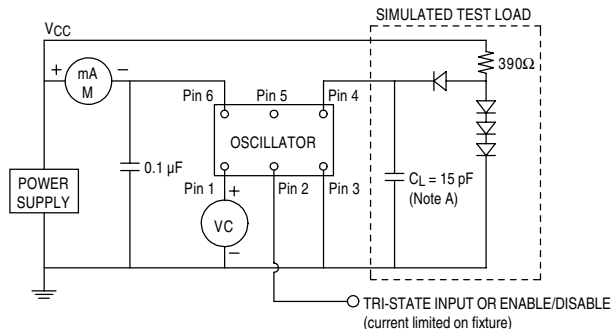 SIMULATED TEST LOAD
VCC
390Ω
+
mA
M
−
Pin 6
Pin 5
Pin 4
OSCILLATOR
0.1 µF
Pin 1
Pin 2
Pin 3
CL = 15 pF
(Note A)
POWER
SUPPLY
+
VC
−
TRI-STATE INPUT OR ENABLE/DISABLE
(current limited on fixture)